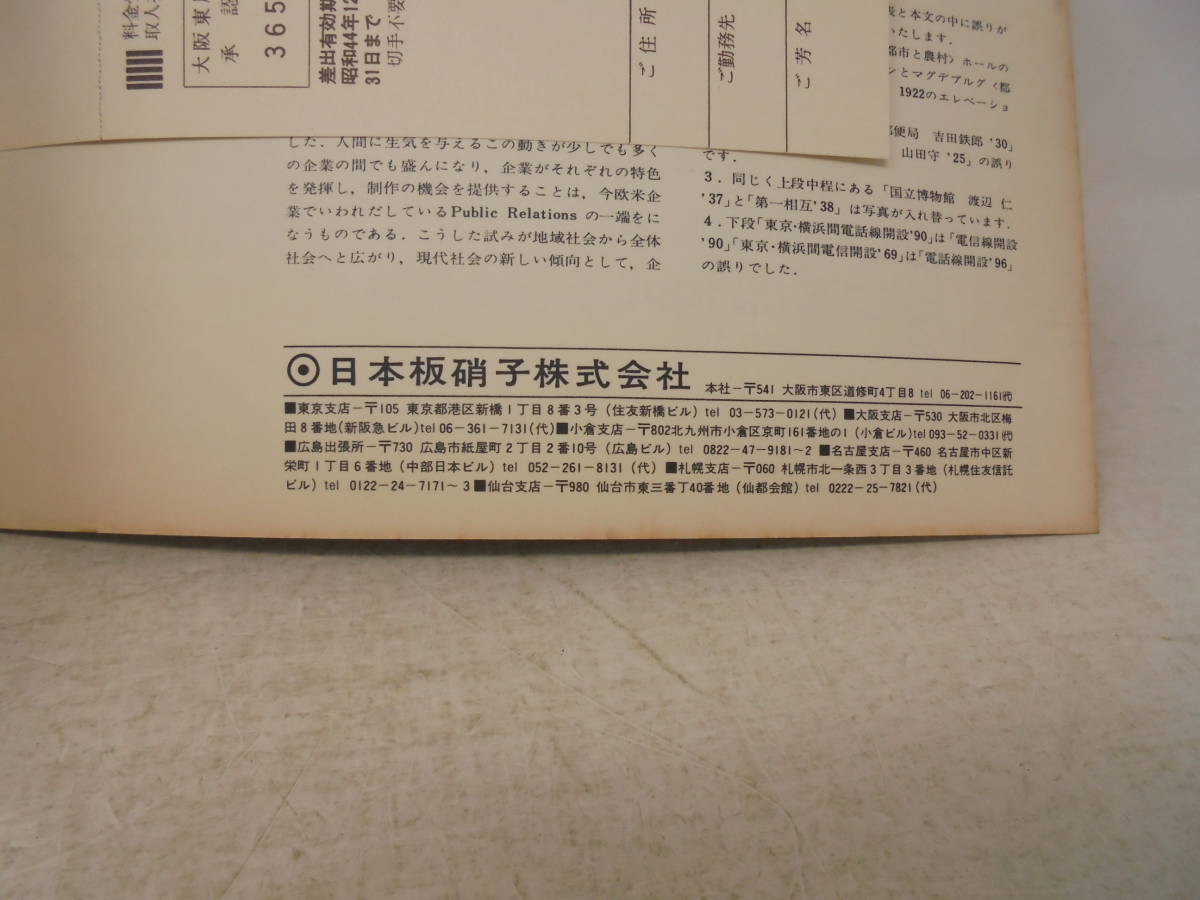 料金
取人
大阪東
承認
365
差出有効期
昭和44年12
31日まで
切手不要
ご住所
ご勤務先
ご芳名
した．人間に生気を与えるこの動きが少しでも多く
の企業の間でも盛んになり，企業がそれぞれの特色
を発揮し，制作の機会を提供することは，今欧米企
業でいわれだしているPublic Relations の一端をに
なうものである．こうした試みが地域社会から全体
社会へと広がり，現代社会の新しい傾向として，企
と本文の中に誤りが
いたします．
都市と農村〉ホールの
ンとマグデブルグ〈都
1922のエレベーショ
便局 吉田鉄郎 '30」
山田守 '25」の誤り
です．
3．同じく上段中程にある「国立博物館 渡辺 仁
'37」と「第一相互'38」は写真が入れ替っています．
4．下段「東京・横浜間電話線開設'90」は「電信線開設
'90」「東京・横浜間電信開設'69」は「電話線開設'96」
の誤りでした．
日本板硝子株式会社 本社－〒541 大阪市東区道修町4丁目8 tel 06-202-1161㈹
■東京支店－〒105 東京都港区新橋1丁目8番3号（住友新橋ビル）tel 03-573-0121（代）■大阪支店－〒530 大阪市北区梅
田8番地（新阪急ビル）tel 06-361-7131（代）■小倉支店－〒802北九州市小倉区京町161番地の1（小倉ビル）tel 093-52-0331㈹
■広島出張所－〒730 広島市紙屋町2丁目2番10号（広島ビル）tel 0822-47-9181～2 ■名古屋支店－〒460 名古屋市中区新
栄町1丁目6番地（中部日本ビル）tel 052-261-8131（代）■札幌支店－〒060 札幌市北一条西3丁目3番地（札幌住友信託
ビル）tel 0122-24-7171～3 ■仙台支店－〒980 仙台市東三番丁40番地（仙都会館）tel 0222-25-7821（代）